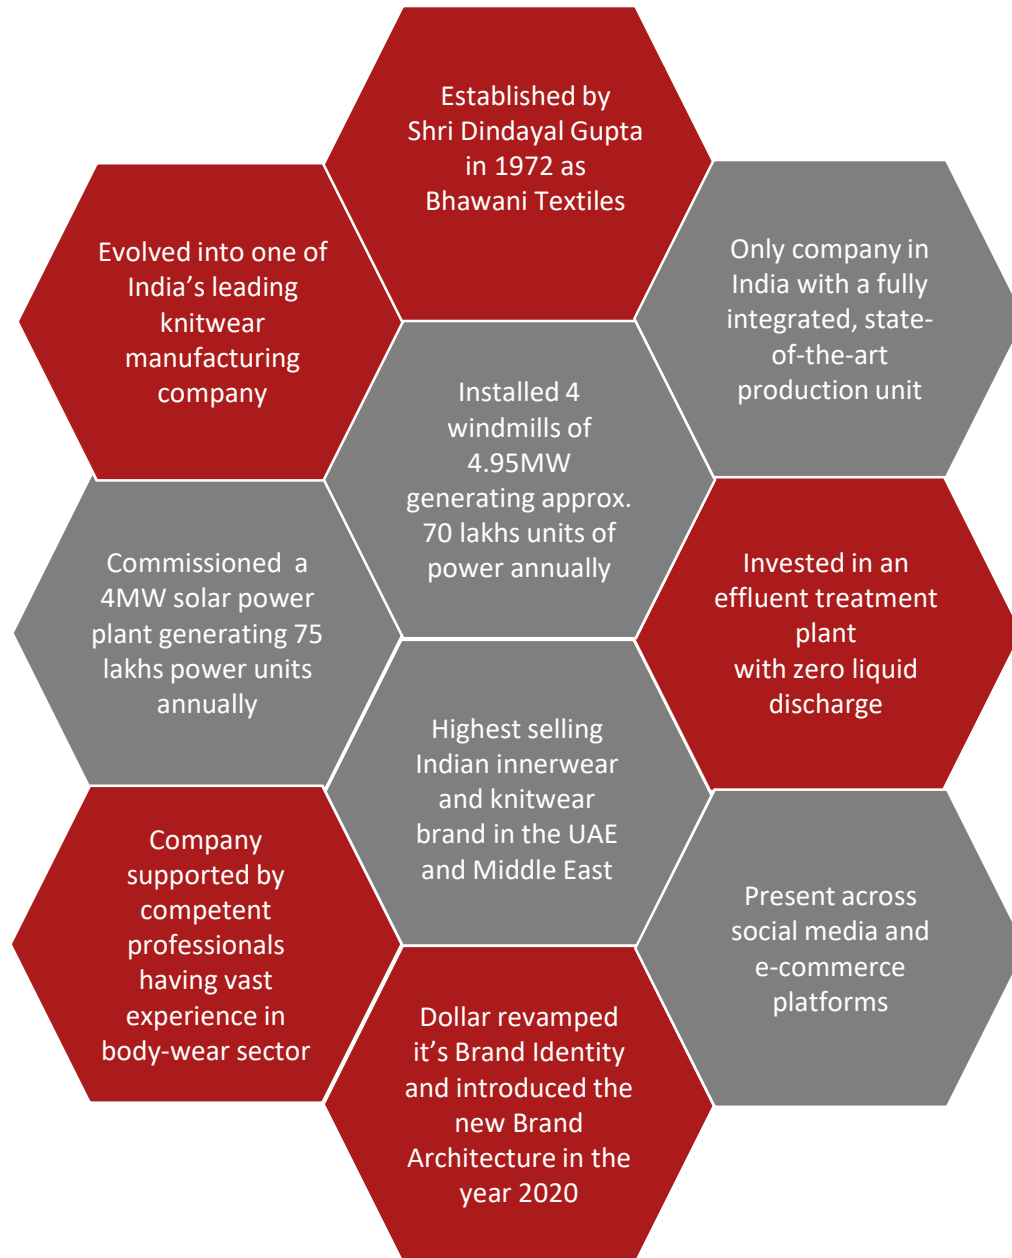 Established by
Shri Dindayal Gupta
in 1972 as
Bhawani Textiles
Evolved into one of
India’s leading
knitwear
manufacturing
company
Only company in
India with a fully
integrated, state-
of-the-art
production unit
Installed 4
windmills of
4.95MW
generating approx.
70 lakhs units of
power annually
Commissioned  a
4MW solar power
plant generating 75
lakhs power units
annually
Invested in an
effluent treatment
plant
with zero liquid
discharge
Highest selling
Indian innerwear
and knitwear
brand in the UAE
and Middle East
Company
supported by
competent
professionals
having vast
experience in
body-wear sector
Present across
social media and
e-commerce
platforms
Dollar revamped
it’s Brand Identity
and introduced the
new Brand
Architecture in the
year 2020